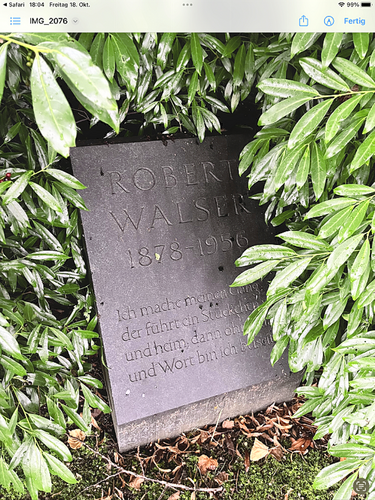 Safari 18:04 Freitag 18. Okt. 99%
IMG_2076 Fertig
ROBERT
WALSER
1878-1956
Ich mache meinen Gang
der führt ein Stückchen
und heim, dann
und Wort bin ich